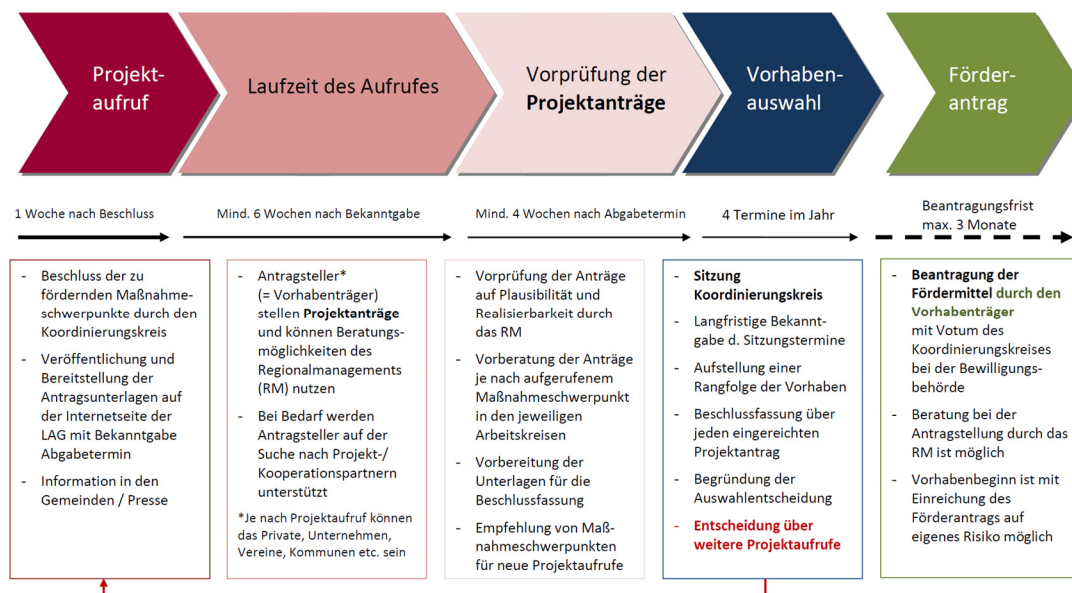 Projekt-
aufruf
Laufzeit des Aufrufes
Vorprüfung der
Projektanträge
Vorhaben-
auswahl
Förder-
antrag
1 Woche nach Beschluss
Mind. 6 Wochen nach Bekanntgabe
Mind. 4 Wochen nach Abgabetermin
4 Termine im Jahr
Beantragungsfrist
max. 3 Monate
- Beschluss der zu
fördernden Maßnahme-
schwerpunkte durch den
Koordinierungskreis
- Veröffentlichung und
Bereitstellung der
Antragsunterlagen auf
der Internetseite der
LAG mit Bekanntgabe
Abgabetermin
- Information in den
Gemeinden / Presse
- Antragsteller*
(= Vorhabenträger)
stellen Projektanträge
und können Beratungs-
möglichkeiten des
Regionalmanagements
(RM) nutzen
- Bei Bedarf werden
Antragsteller auf der
Suche nach Projekt-/
Kooperationspartnern
unterstützt
*Je nach Projektaufruf können
das Private, Unternehmen,
Vereine, Kommunen etc. sein
- Vorprüfung der Anträge
auf Plausibilität und
Realisierbarkeit durch
das RM
- Vorberatung der Anträge
je nach aufgerufenem
Maßnahmeschwerpunkt
in den jeweiligen
Arbeitskreisen
- Vorbereitung der
Unterlagen für die
Beschlussfassung
- Empfehlung von Maß-
nahmeschwerpunkten
für neue Projektaufrufe
- Sitzung
Koordinierungskreis
- Langfristige Bekannt-
gabe d. Sitzungstermine
- Aufstellung einer
Rangfolge der Vorhaben
- Beschlussfassung über
jeden eingereichten
Projektantrag
- Begründung der
Auswahlentscheidung
- Entscheidung über
weitere Projektaufrufe
- Beantragung der
Fördermittel durch den
Vorhabenträger
mit Votum des
Koordinierungskreises
bei der Bewilligungs-
behörde
- Beratung bei der
Antragstellung durch das
RM ist möglich
- Vorhabenbeginn ist mit
Einreichung des
Förderantrags auf
eigenes Risiko möglich